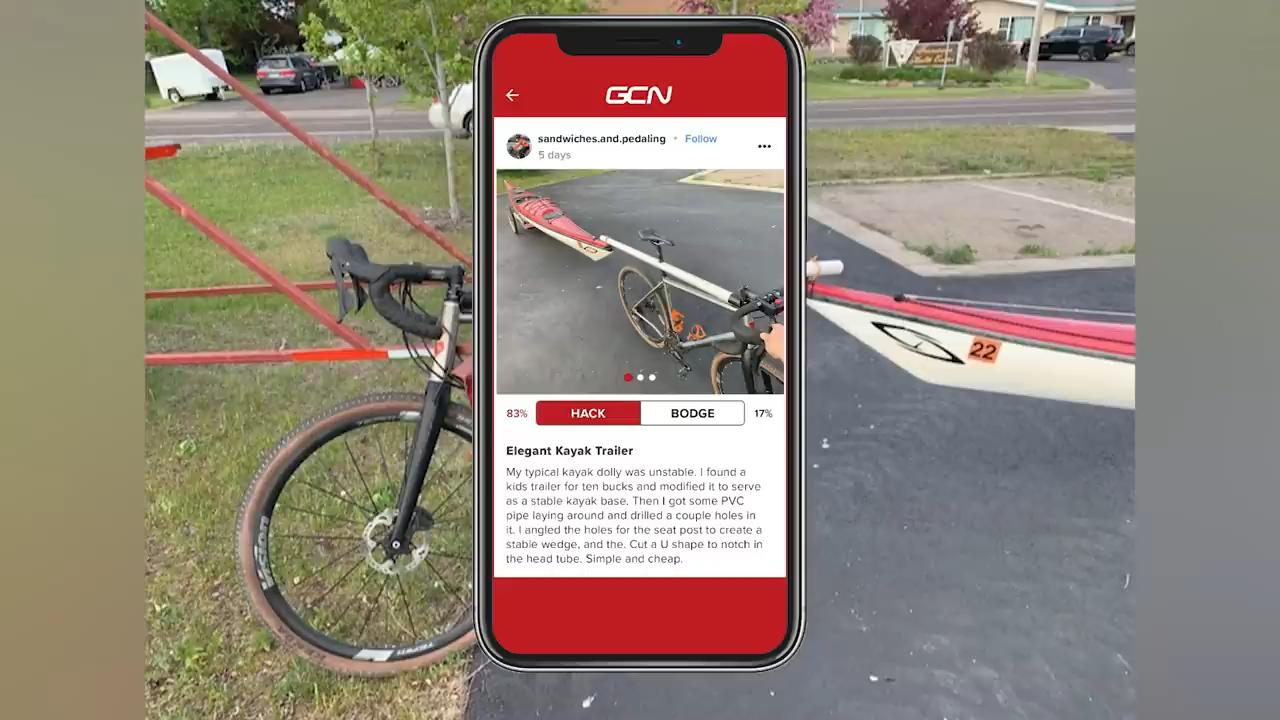 GCN
sandwiches.and.pedaling • Follow
5 days
83% HACK BODGE 17%
Elegant Kayak Trailer
My typical kayak dolly was unstable. I found a
kids trailer for ten bucks and modified it to serve
as a stable kayak base. Then I got some PVC
pipe laying around and drilled a couple holes in
it. I angled the holes for the seat post to create a
stable wedge, and the. Cut a U shape to notch in
the head tube. Simple and cheap.
22